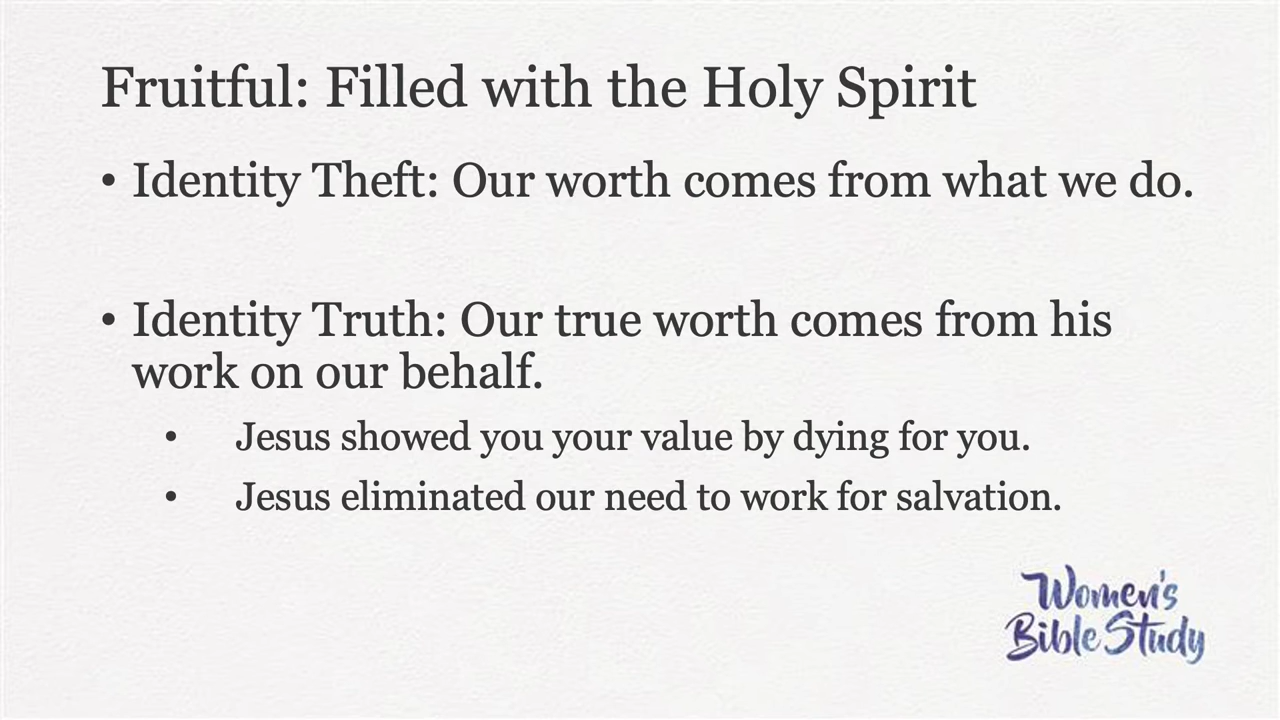 Fruitful: Filled with the Holy Spirit
• Identity Theft: Our worth comes from what we do.
• Identity Truth: Our true worth comes from his
work on our behalf.
• Jesus showed you your value by dying for you.
• Jesus eliminated our need to work for salvation.
Women's
Bible Study